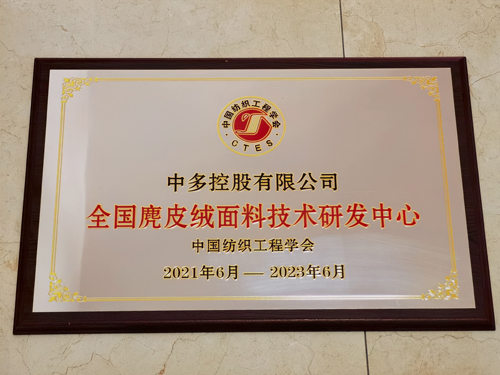 中国纺织工程学会
CTES
中多控股有限公司
全国麂皮绒面料技术研发中心
中国纺织工程学会
2021年6月 — 2023年6月